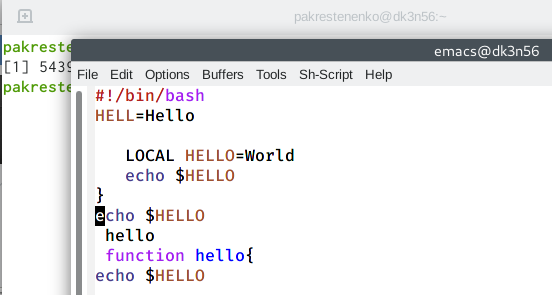 pakrestenenko@dk3n56:~
pakreste
[1] 5439
pakreste
emacs@dk3n56
File Edit Options Buffers Tools Sh-Script Help
#!/bin/bash
HELL=Hello
LOCAL HELLO=World
echo $HELLO
}
echo $HELLO
hello
function hello{
echo $HELLO